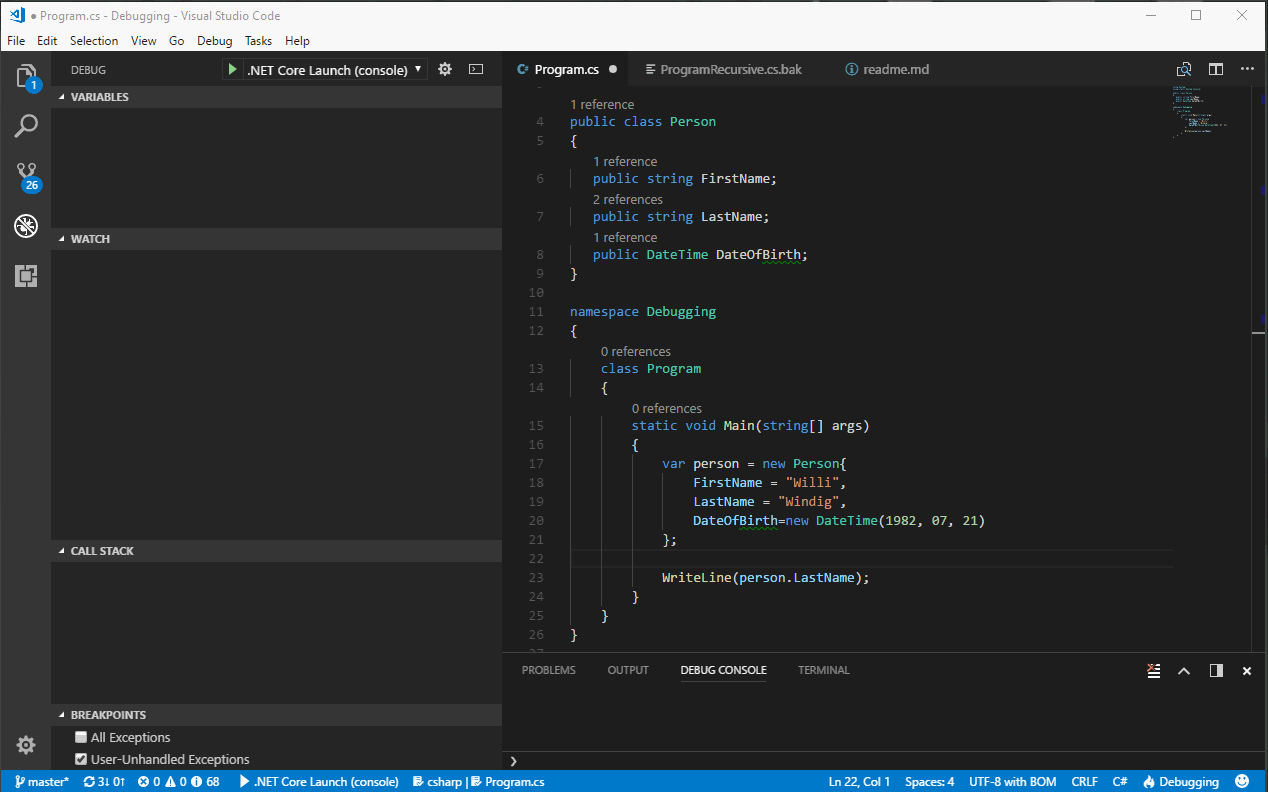 ● Program.cs - Debugging - Visual Studio Code
File Edit Selection View Go Debug Tasks Help
1
26
DEBUG .NET Core Launch (console)
VARIABLES
WATCH
CALL STACK
BREAKPOINTS
All Exceptions
User-Unhandled Exceptions
Program.cs ● ProgramRecursive.cs.bak readme.md
1 reference
4 public class Person
5 {
1 reference
6 public string FirstName;
2 references
7 public string LastName;
1 reference
8 public DateTime DateOfBirth;
9 }
10
11 namespace Debugging
12 {
0 references
13 class Program
14 {
0 references
15 static void Main(string[] args)
16 {
17 var person = new Person{
18 FirstName = "Willi",
19 LastName = "Windig",
20 DateOfBirth=new DateTime(1982, 07, 21)
21 };
22
23 WriteLine(person.LastName);
24 }
25 }
26 }
PROBLEMS OUTPUT DEBUG CONSOLE TERMINAL
master* 3↓ 0↑ 0 0 68 .NET Core Launch (console) csharp | Program.cs Ln 22, Col 1 Spaces: 4 UTF-8 with BOM CRLF C# Debugging